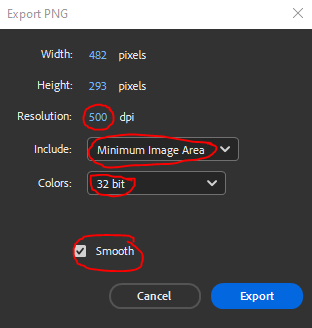 Export PNG
Width: 482 pixels
Height: 293 pixels
Resolution: 500 dpi
Include: Minimum Image Area
Colors: 32 bit
Smooth
Cancel Export